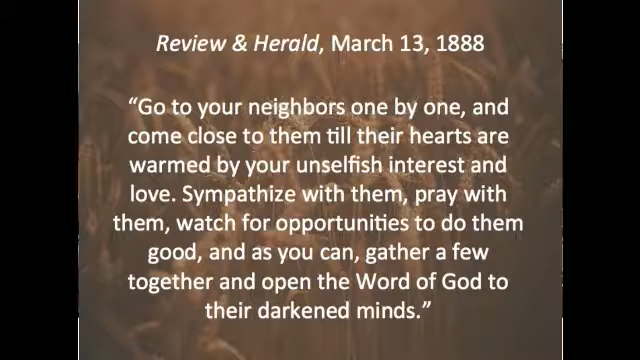 Review & Herald, March 13, 1888
“Go to your neighbors one by one, and
come close to them till their hearts are
warmed by your unselfish interest and
love. Sympathize with them, pray with
them, watch for opportunities to do them
good, and as you can, gather a few
together and open the Word of God to
their darkened minds.”